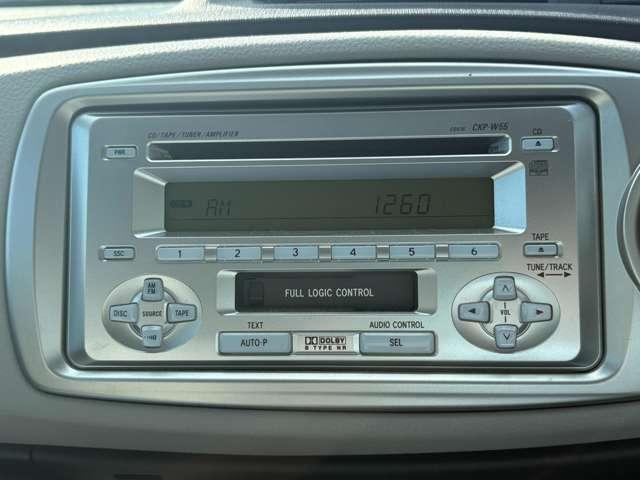 CD/TAPE/TUNER/AMPLIFIER
CKP-W55
CD
PWR
AM 1260
TAPE
SSC
1 2 3 4 5 6
TUNE/TRACK
AM
FM
DISC SOURCE TAPE
FULL LOGIC CONTROL
VOL
TEXT
AUDIO CONTROL
AUTO·P
DOLBY
B TYPE NR
SEL